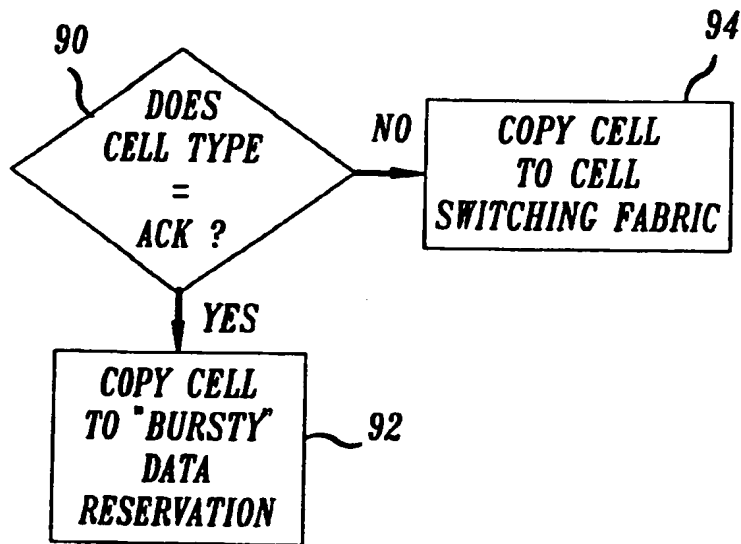 90
DOES
CELL TYPE
=
ACK ?
NO
94
COPY CELL
TO CELL
SWITCHING FABRIC
YES
COPY CELL
TO "BURSTY"
DATA
RESERVATION
92